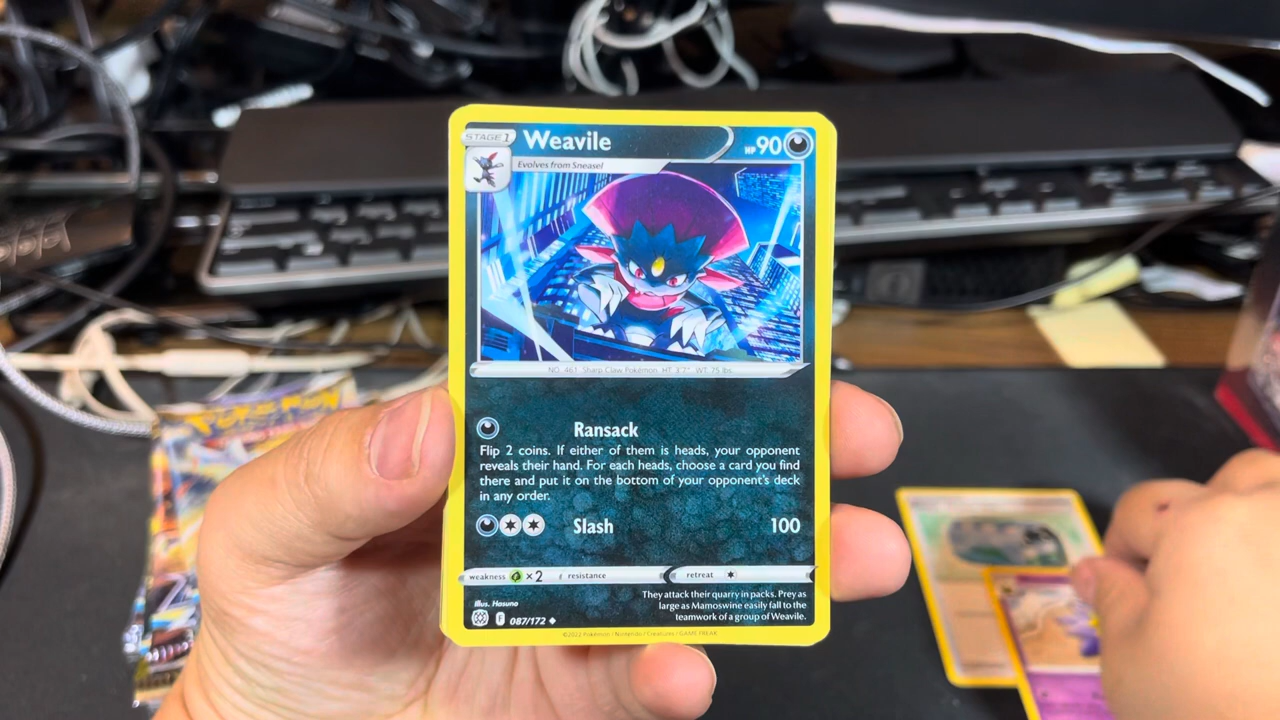 STAGE 1
Weavile
HP 90
Evolves from Sneasel
NO. 461 Sharp Claw Pokémon HT: 3'7" WT: 75 lbs.
Ransack
Flip 2 coins. If either of them is heads, your opponent
reveals their hand. For each heads, choose a card you find
there and put it on the bottom of your opponent's deck
in any order.
Slash 100
weakness ×2 resistance retreat
They attack their quarry in packs. Prey as
large as Mamoswine easily fall to the
teamwork of a group of Weavile.
Illus. Hasuno
F 087/172
©2022 Pokémon / Nintendo / Creatures / GAME FREAK
POKÉMON